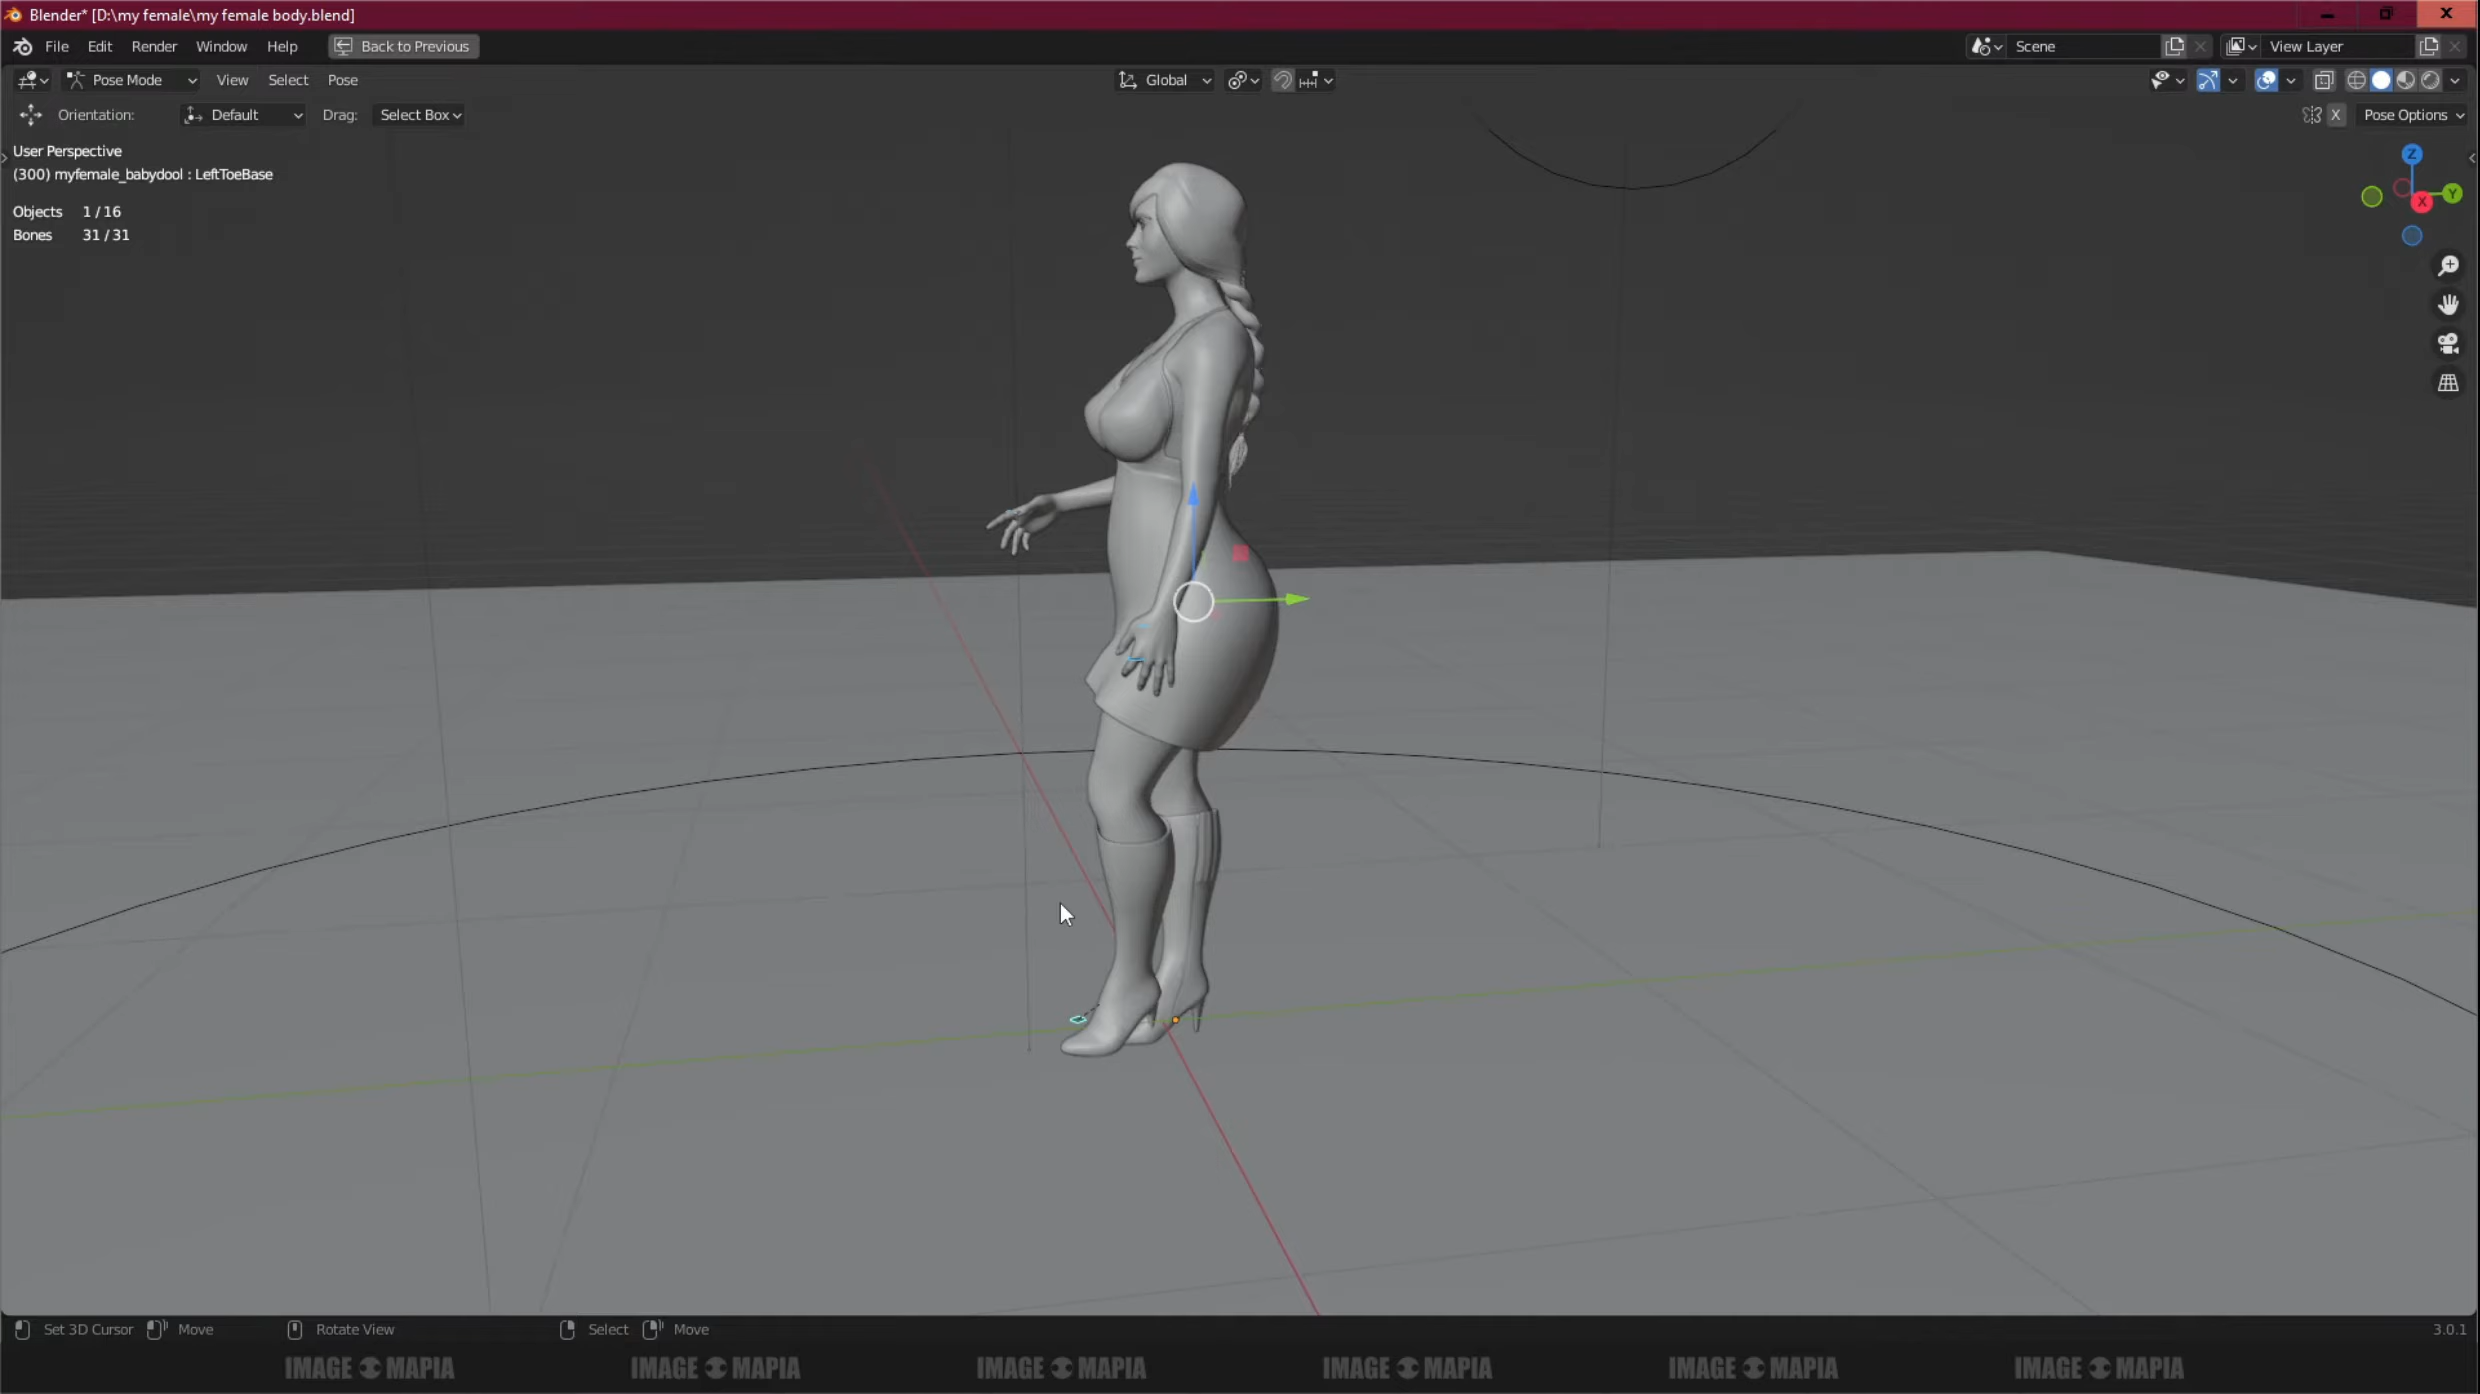 Blender* [D:\my female\my female body.blend]
File Edit Render Window Help Back to Previous Scene View Layer
Pose Mode View Select Pose Global
Orientation: Default Drag: Select Box X Pose Options
User Perspective
(300) myfemale_babydool : LeftToeBase
Objects 1 / 16
Bones 31 / 31
Z
Y
X
Set 3D Cursor Move Rotate View Select Move 3.0.1
IMAGE MAPIA IMAGE MAPIA IMAGE MAPIA IMAGE MAPIA IMAGE MAPIA IMAGE MAPIA